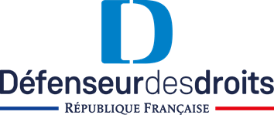 D
Défenseurdesdroits
RÉPUBLIQUE FRANÇAISE